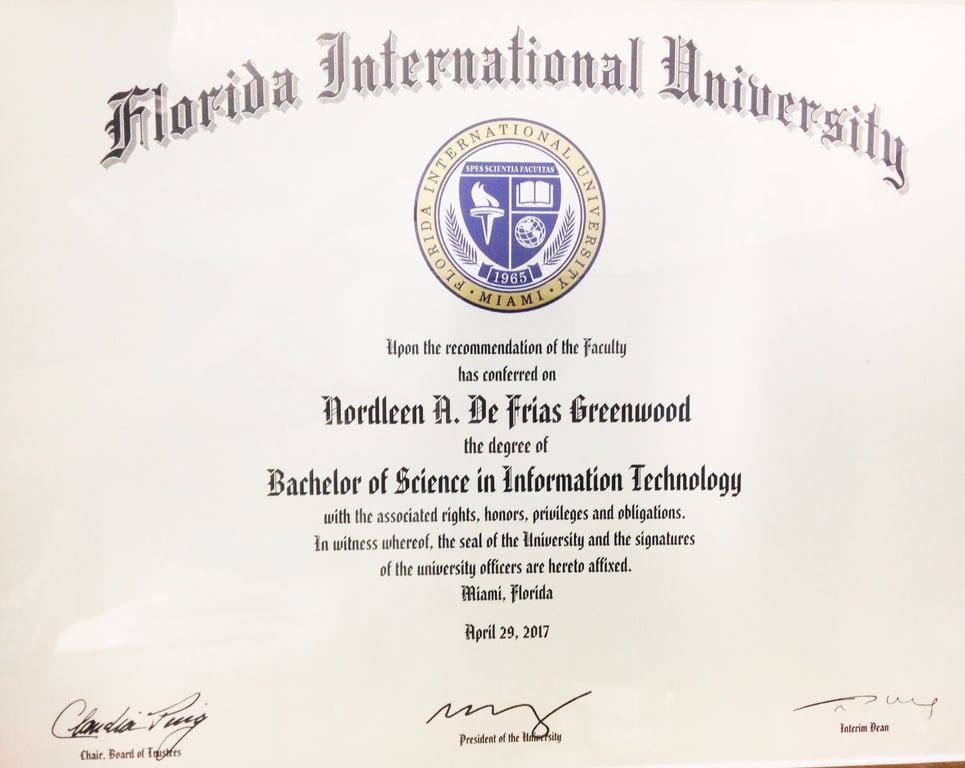 Florida International University
FLORIDA INTERNATIONAL UNIVERSITY
SPES SCIENTIA FACULTAS
1965
· MIAMI ·
Upon the recommendation of the Faculty
has conferred on
Nordleen A. De Frias Greenwood
the degree of
Bachelor of Science in Information Technology
with the associated rights, honors, privileges and obligations.
In witness whereof, the seal of the University and the signatures
of the university officers are hereto affixed.
Miami, Florida
April 29, 2017
Claudia Puig
Chair, Board of Trustees
President of the University
Interim Dean